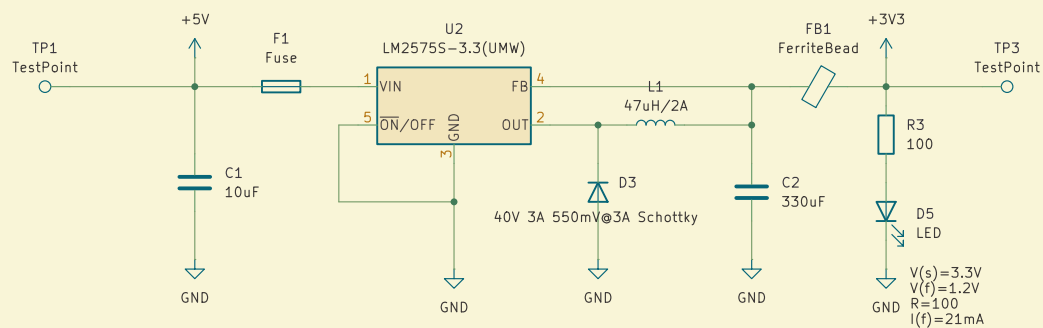 +5V
+3V3
TP1
TestPoint
F1
Fuse
U2
LM2575S-3.3(UMW)
FB1
FerriteBead
TP3
TestPoint
1
VIN
FB
4
L1
47uH/2A
5
ON/OFF
GND
OUT
2
3
R3
100
C1
10uF
D3
40V 3A 550mV@3A Schottky
C2
330uF
D5
LED
GND
GND
GND
GND
GND
V(s)=3.3V
V(f)=1.2V
R=100
I(f)=21mA